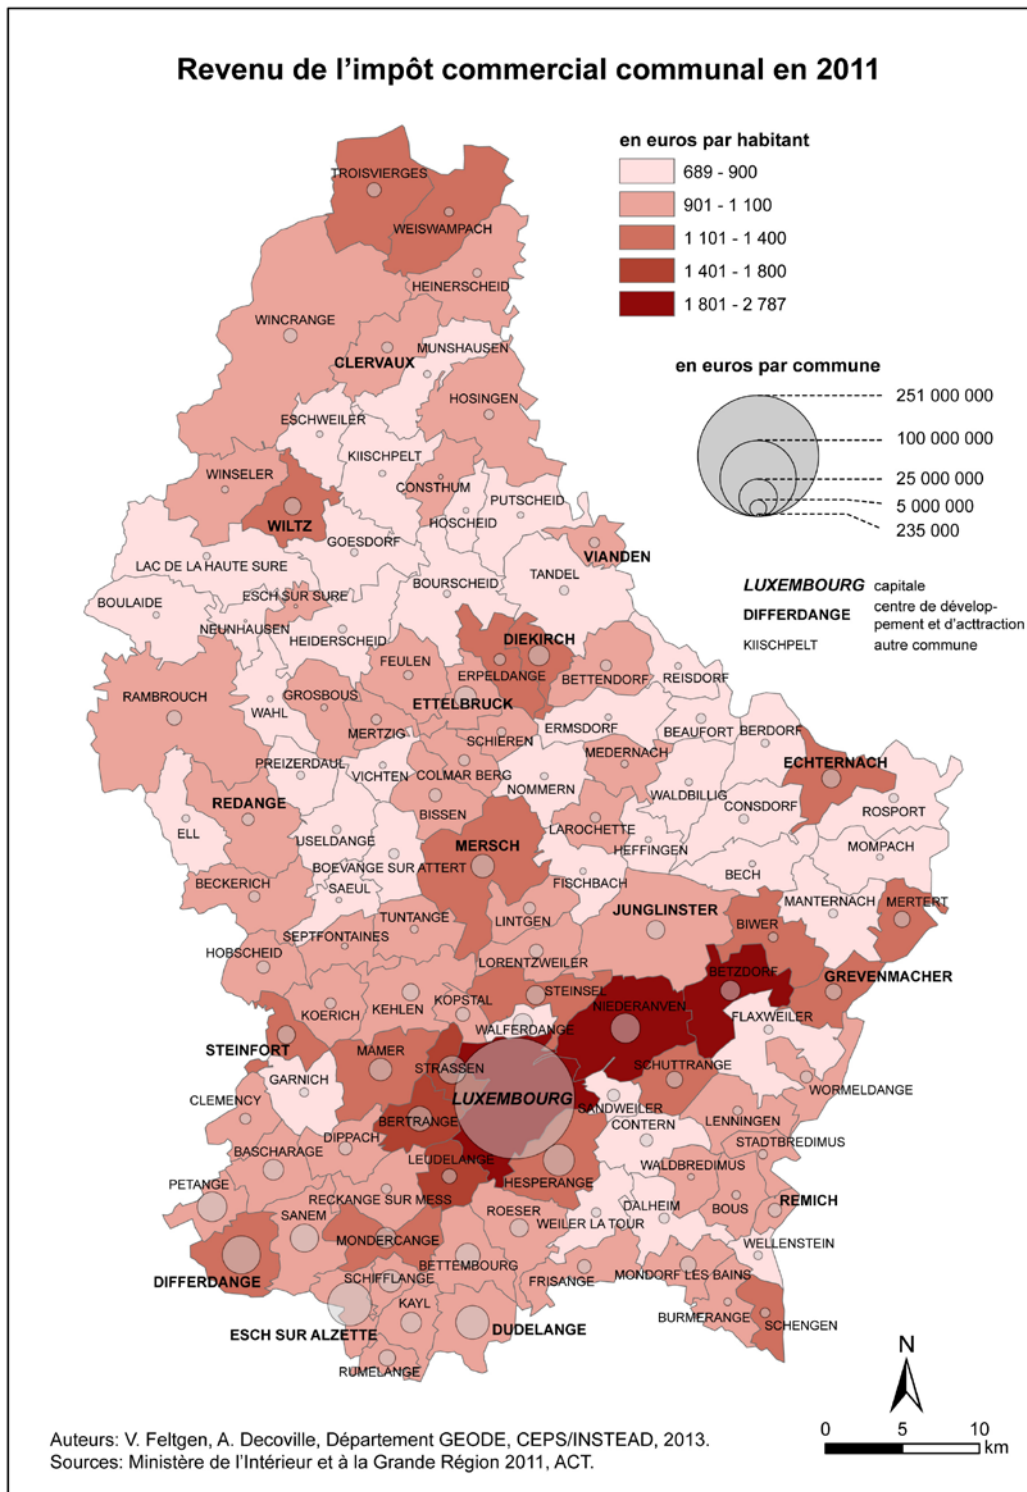 Revenu de l’impôt commercial communal en 2011
en euros par habitant
689 - 900
901 - 1 100
1 101 - 1 400
1 401 - 1 800
1 801 - 2 787
en euros par commune
251 000 000
100 000 000
25 000 000
5 000 000
235 000
LUXEMBOURG capitale
DIFFERDANGE centre de dévelop-
pement et d'acttraction
KIISCHPELT autre commune
TROISVIERGES
WEISWAMPACH
HEINERSCHEID
WINCRANGE
CLERVAUX
MUNSHAUSEN
HOSINGEN
ESCHWEILER
KIISCHPELT
WINSELER
CONSTHUM
PUTSCHEID
HOSCHEID
WILTZ
GOESDORF
VIANDEN
LAC DE LA HAUTE SURE
TANDEL
BOURSCHEID
ESCH SUR SURE
BOULAIDE
NEUNHAUSEN
HEIDERSCHEID
DIEKIRCH
FEULEN
ERPELDANGE
BETTENDORF
REISDORF
RAMBROUCH
GROSBOUS
WAHL
ETTELBRUCK
ERMSDORF
BEAUFORT
BERDORF
MERTZIG
SCHIEREN
MEDERNACH
PREIZERDAUL
VICHTEN
COLMAR BERG
ECHTERNACH
NOMMERN
WALDBILLIG
CONSDORF
REDANGE
BISSEN
ROSPORT
ELL
USELDANGE
LAROCHETTE
HEFFINGEN
MERSCH
MOMPACH
BOEVANGE SUR ATTERT
BECH
BECKERICH
SAEUL
FISCHBACH
MANTERNACH
MERTERT
TUNTANGE
LINTGEN
JUNGLINSTER
BIWER
SEPTFONTAINES
HOBSCHEID
LORENTZWEILER
BETZDORF
GREVENMACHER
STEINSEL
KOERICH
KEHLEN
KOPSTAL
NIEDERANVEN
FLAXWEILER
WALFERDANGE
STEINFORT
MAMER
STRASSEN
SCHUTTRANGE
GARNICH
WORMELDANGE
CLEMENCY
LUXEMBOURG
SANDWEILER
BERTRANGE
CONTERN
LENNINGEN
DIPPACH
STADTBREDIMUS
BASCHARAGE
LEUDELANGE
WALDBREDIMUS
PETANGE
RECKANGE SUR MESS
HESPERANGE
DALHEIM
REMICH
SANEM
ROESER
WEILER LA TOUR
BOUS
MONDERCANGE
WELLENSTEIN
DIFFERDANGE
SCHIFFLANGE
BETTEMBOURG
FRISANGE
MONDORF LES BAINS
KAYL
BURMERANGE
SCHENGEN
ESCH SUR ALZETTE
DUDELANGE
RUMELANGE
N
0 5 10
km
Auteurs: V. Feltgen, A. Decoville, Département GEODE, CEPS/INSTEAD, 2013.
Sources: Ministère de l’Intérieur et à la Grande Région 2011, ACT.